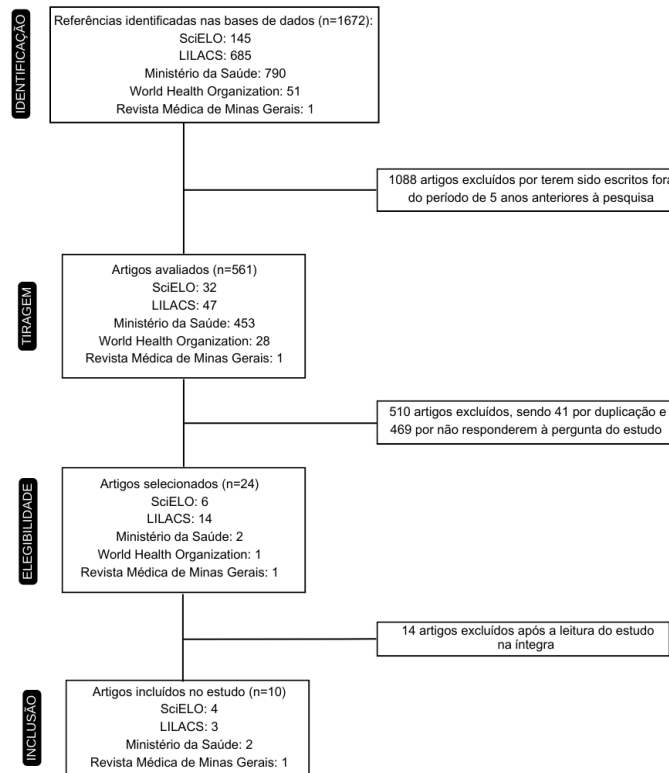 IDENTIFICAÇÃO
Referências identificadas nas bases de dados (n=1672):
SciELO: 145
LILACS: 685
Ministério da Saúde: 790
World Health Organization: 51
Revista Médica de Minas Gerais: 1
1088 artigos excluídos por terem sido escritos fora
do período de 5 anos anteriores à pesquisa
TIRAGEM
Artigos avaliados (n=561)
SciELO: 32
LILACS: 47
Ministério da Saúde: 453
World Health Organization: 28
Revista Médica de Minas Gerais: 1
510 artigos excluídos, sendo 41 por duplicação e
469 por não responderem à pergunta do estudo
ELEGIBILIDADE
Artigos selecionados (n=24)
SciELO: 6
LILACS: 14
Ministério da Saúde: 2
World Health Organization: 1
Revista Médica de Minas Gerais: 1
14 artigos excluídos após a leitura do estudo
na íntegra
INCLUSÃO
Artigos incluídos no estudo (n=10)
SciELO: 4
LILACS: 3
Ministério da Saúde: 2
Revista Médica de Minas Gerais: 1